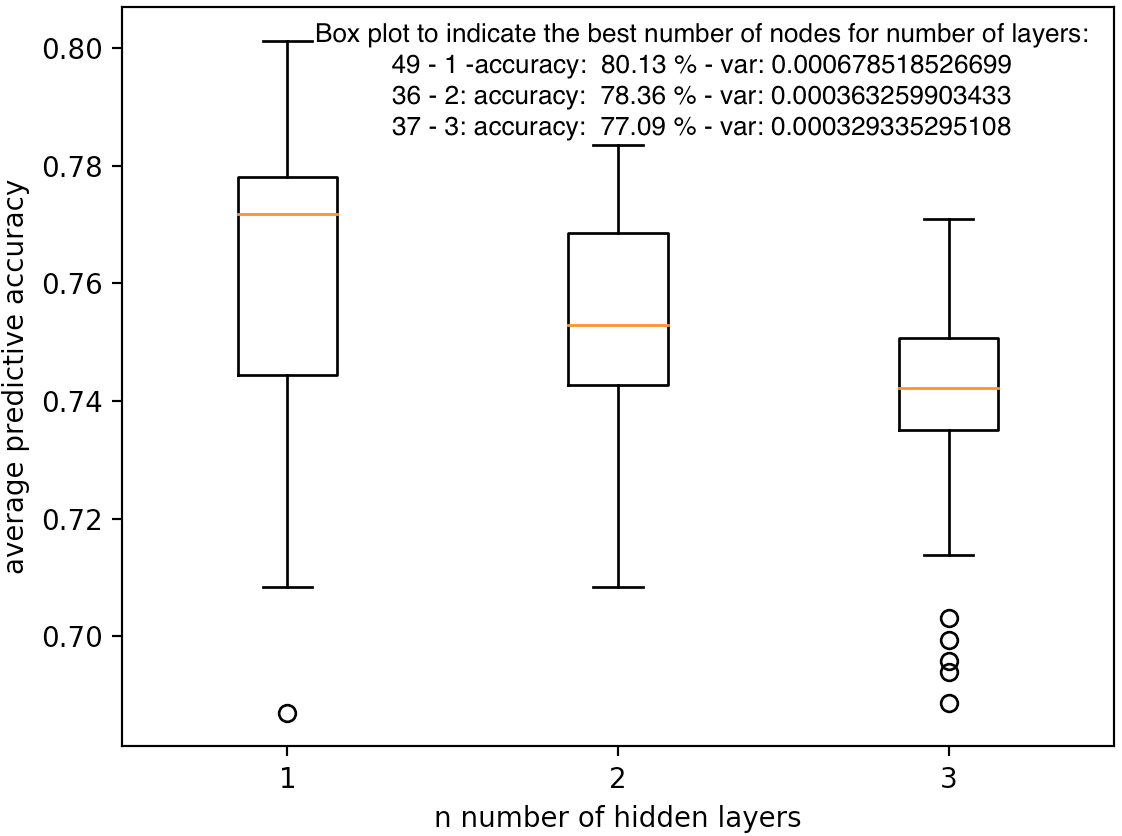 Box plot to indicate the best number of nodes for number of layers:
49 - 1 -accuracy:  80.13 % - var: 0.000678518526699
36 - 2: accuracy:  78.36 % - var: 0.000363259903433
37 - 3: accuracy:  77.09 % - var: 0.000329335295108
average predictive accuracy
0.80
0.78
0.76
0.74
0.72
0.70
1
2
3
n number of hidden layers